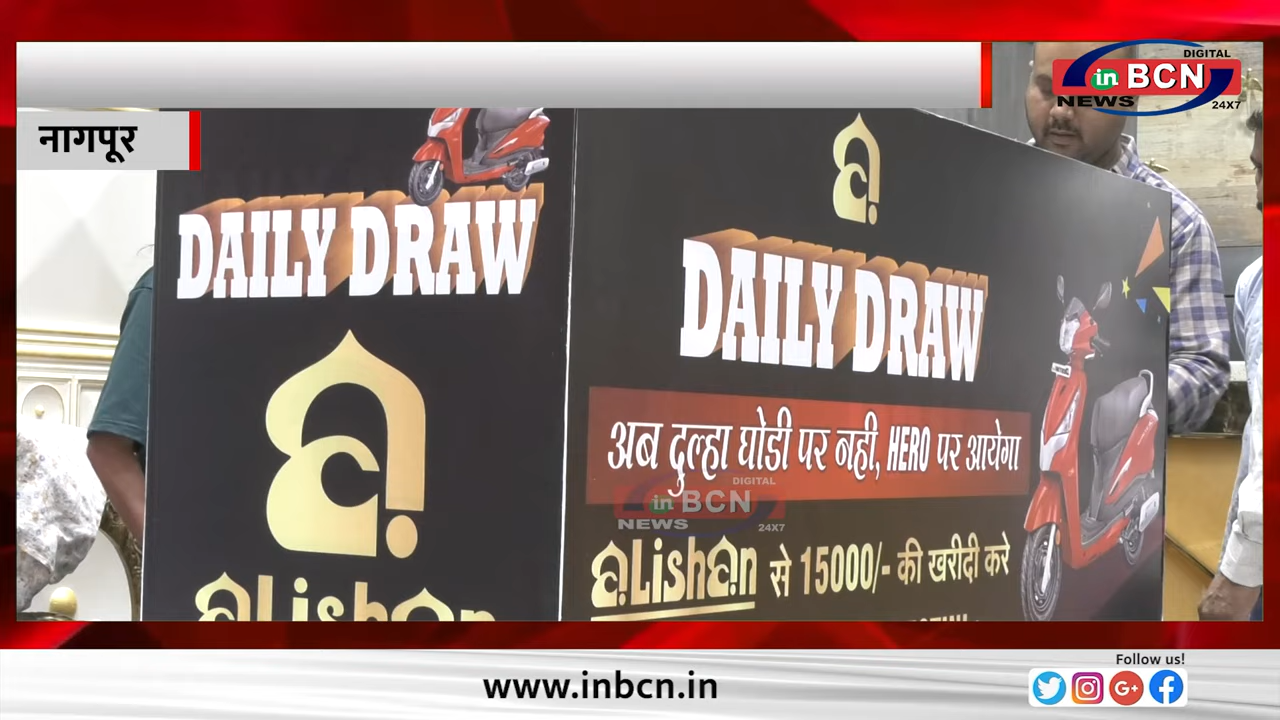 DIGITAL
in BCN
NEWS 24X7
नागपूर
DAILY DRAW
aLishan
DAILY DRAW
अब दुल्हा घोडी पर नही, HERO पर आयेगा
DIGITAL
in BCN
NEWS 24X7
aLishan से 15000/- की खरीदी करे
www.inbcn.in
Follow us!